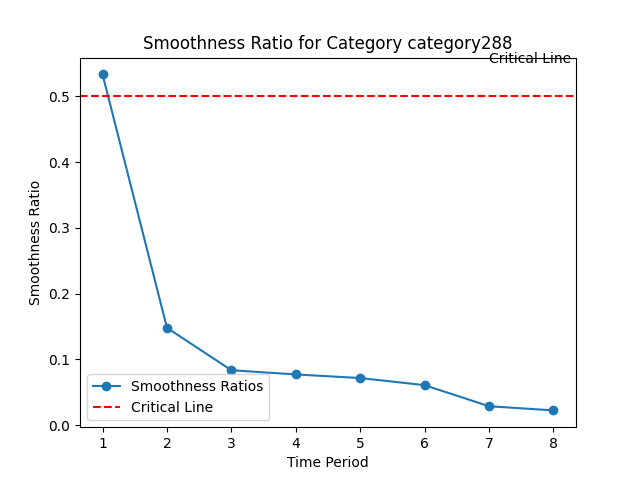 Smoothness Ratio for Category category288
Critical Line
0.5
0.4
0.3
0.2
0.1
0.0
Smoothness Ratio
Smoothness Ratios
Critical Line
1 2 3 4 5 6 7 8
Time Period